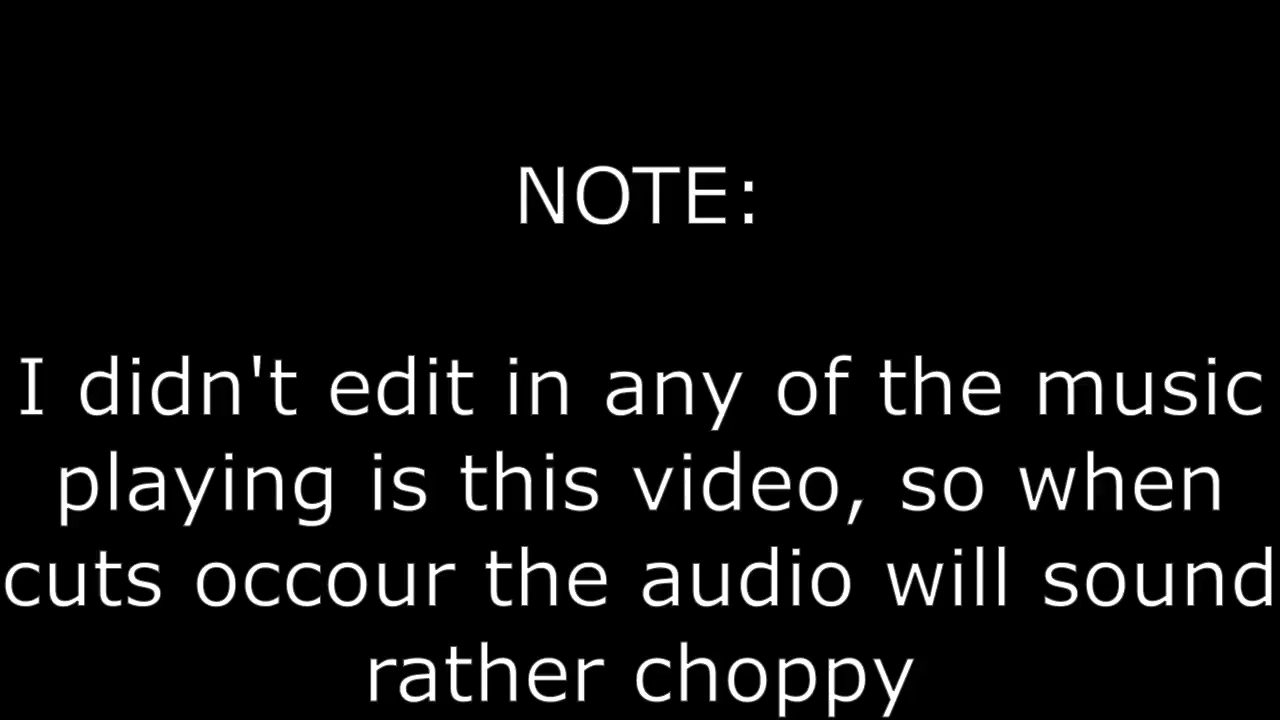 NOTE:
I didn't edit in any of the music
playing is this video, so when
cuts occour the audio will sound
rather choppy